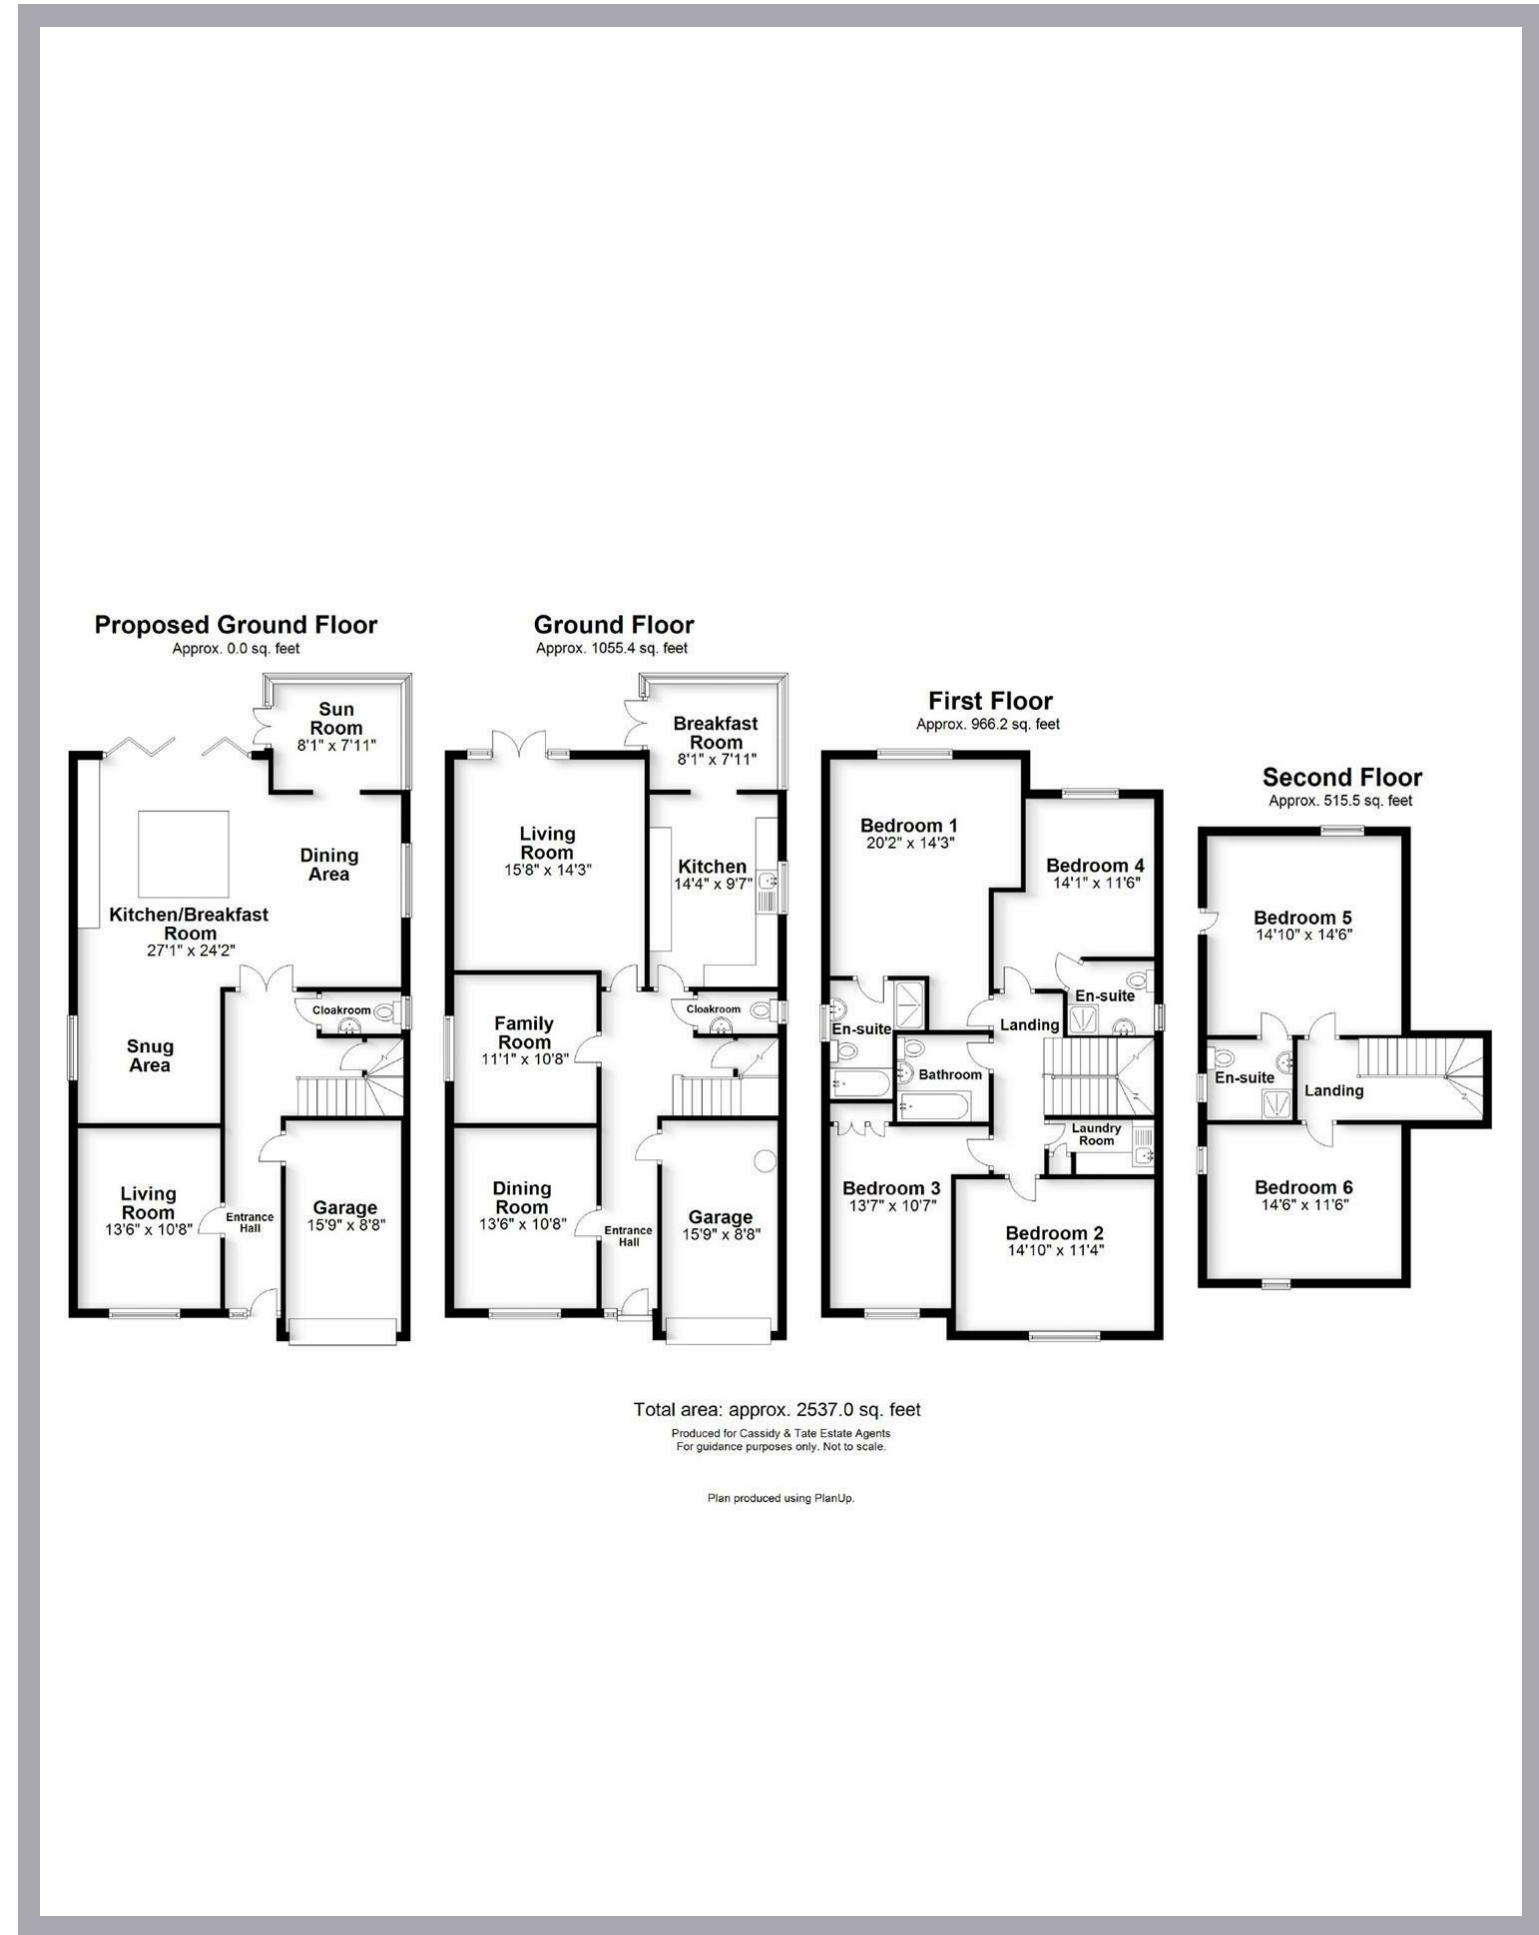 Proposed Ground Floor
Approx. 0.0 sq. feet
Sun
Room
8'1" x 7'11"
Dining
Area
Kitchen/Breakfast
Room
27'1" x 24'2"
Cloakroom
Snug
Area
Living
Room
13'6" x 10'8"
Entrance
Hall
Garage
15'9" x 8'8"
Ground Floor
Approx. 1055.4 sq. feet
Breakfast
Room
8'1" x 7'11"
Living
Room
15'8" x 14'3"
Kitchen
14'4" x 9'7"
Cloakroom
Family
Room
11'1" x 10'8"
Dining
Room
13'6" x 10'8"
Entrance
Hall
Garage
15'9" x 8'8"
First Floor
Approx. 966.2 sq. feet
Bedroom 1
20'2" x 14'3"
Bedroom 4
14'1" x 11'6"
En-suite
En-suite
Landing
Bathroom
Laundry
Room
Bedroom 3
13'7" x 10'7"
Bedroom 2
14'10" x 11'4"
Second Floor
Approx. 515.5 sq. feet
Bedroom 5
14'10" x 14'6"
En-suite
Landing
Bedroom 6
14'6" x 11'6"
Total area: approx. 2537.0 sq. feet
Produced for Cassidy & Tate Estate Agents
For guidance purposes only. Not to scale.
Plan produced using PlanUp.